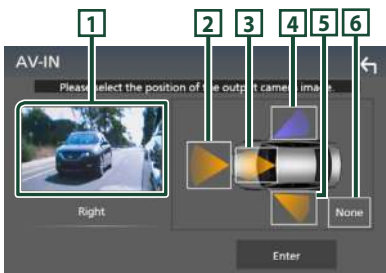 1 2 3 4 5 6
AV-IN
Please select the position of the output camera image.
Right
None
Enter